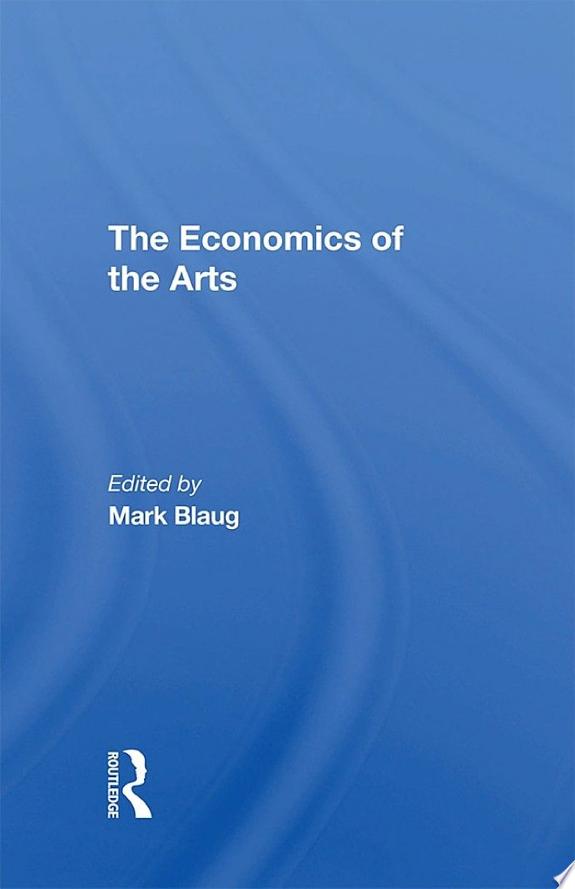 The Economics of
the Arts
Edited by
Mark Blaug
ROUTLEDGE